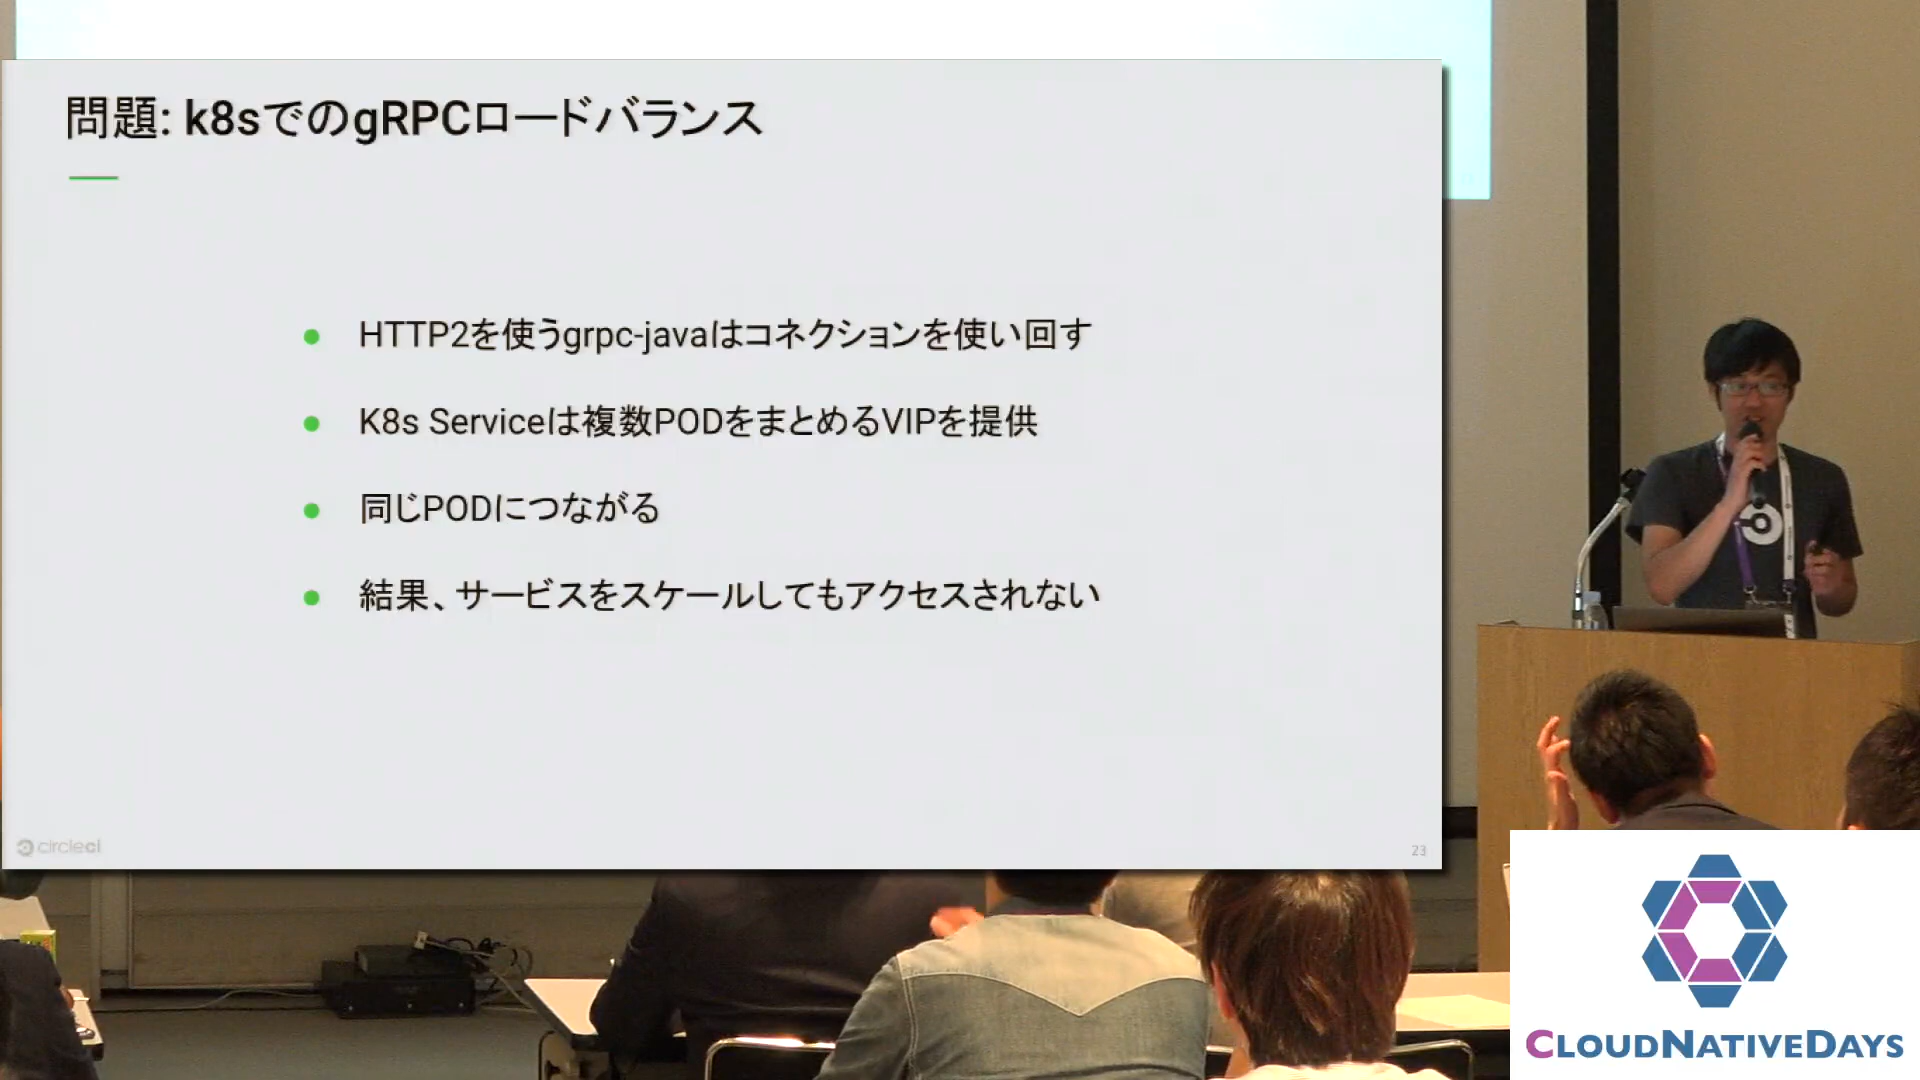 問題: k8sでのgRPCロードバランス
HTTP2を使うgrpc-javaはコネクションを使い回す
K8s Serviceは複数PODをまとめるVIPを提供
同じPODにつながる
結果、サービスをスケールしてもアクセスされない
circleci
23
CLOUDNATIVEDAYS